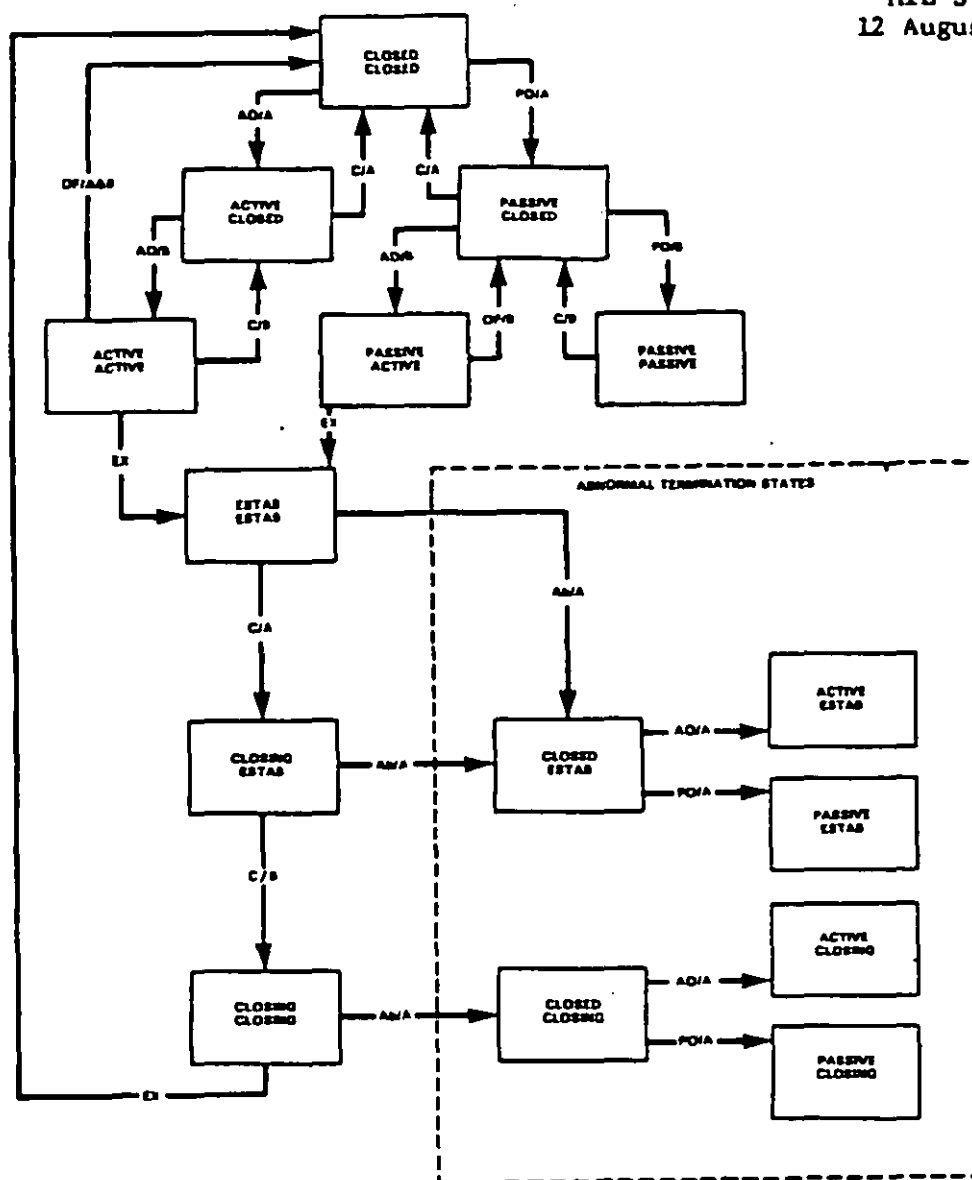 12 Augus
CLOSED
CLOSED
AO/A
PO/A
C/A
C/A
OF/A&B
ACTIVE
CLOSED
PASSIVE
CLOSED
AO/B
AO/B
PO/B
C/B
OF/B
C/B
ACTIVE
ACTIVE
PASSIVE
ACTIVE
PASSIVE
PASSIVE
EX
EX
ABNORMAL TERMINATION STATES
ESTAB
ESTAB
Ab/A
C/A
ACTIVE
ESTAB
CLOSING
ESTAB
Ab/A
CLOSED
ESTAB
AO/A
PO/A
PASSIVE
ESTAB
C/B
ACTIVE
CLOSING
CLOSING
CLOSING
Ab/A
CLOSED
CLOSING
AO/A
PO/A
PASSIVE
CLOSING
EX